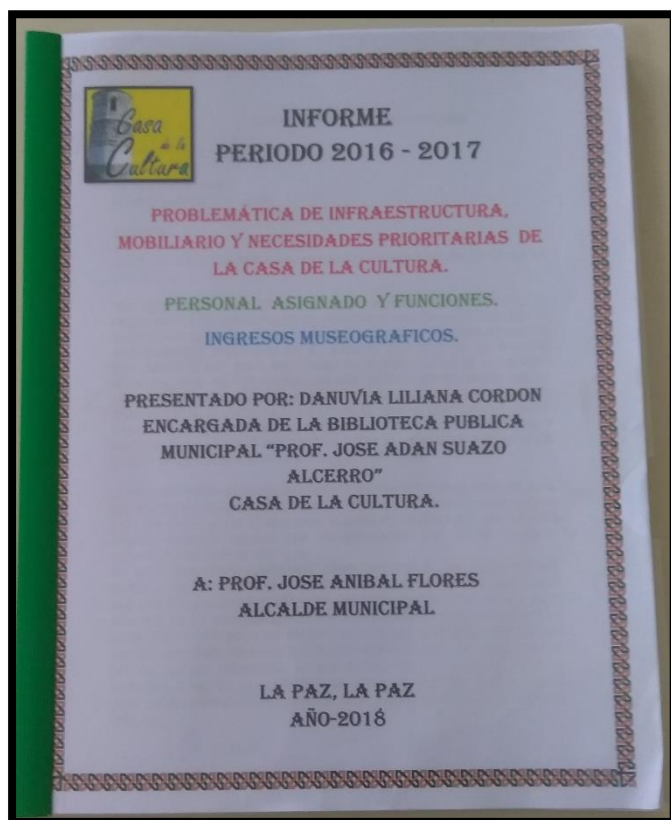 Casa
de la
Cultura
INFORME
PERIODO 2016 - 2017
PROBLEMÁTICA DE INFRAESTRUCTURA,
MOBILIARIO Y NECESIDADES PRIORITARIAS DE
LA CASA DE LA CULTURA.
PERSONAL ASIGNADO Y FUNCIONES.
INGRESOS MUSEOGRAFICOS.
PRESENTADO POR: DANUVIA LILIANA CORDON
ENCARGADA DE LA BIBLIOTECA PUBLICA
MUNICIPAL “PROF. JOSE ADAN SUAZO
ALCERRO”
CASA DE LA CULTURA.
A: PROF. JOSE ANIBAL FLORES
ALCALDE MUNICIPAL
LA PAZ, LA PAZ
AÑO-2018